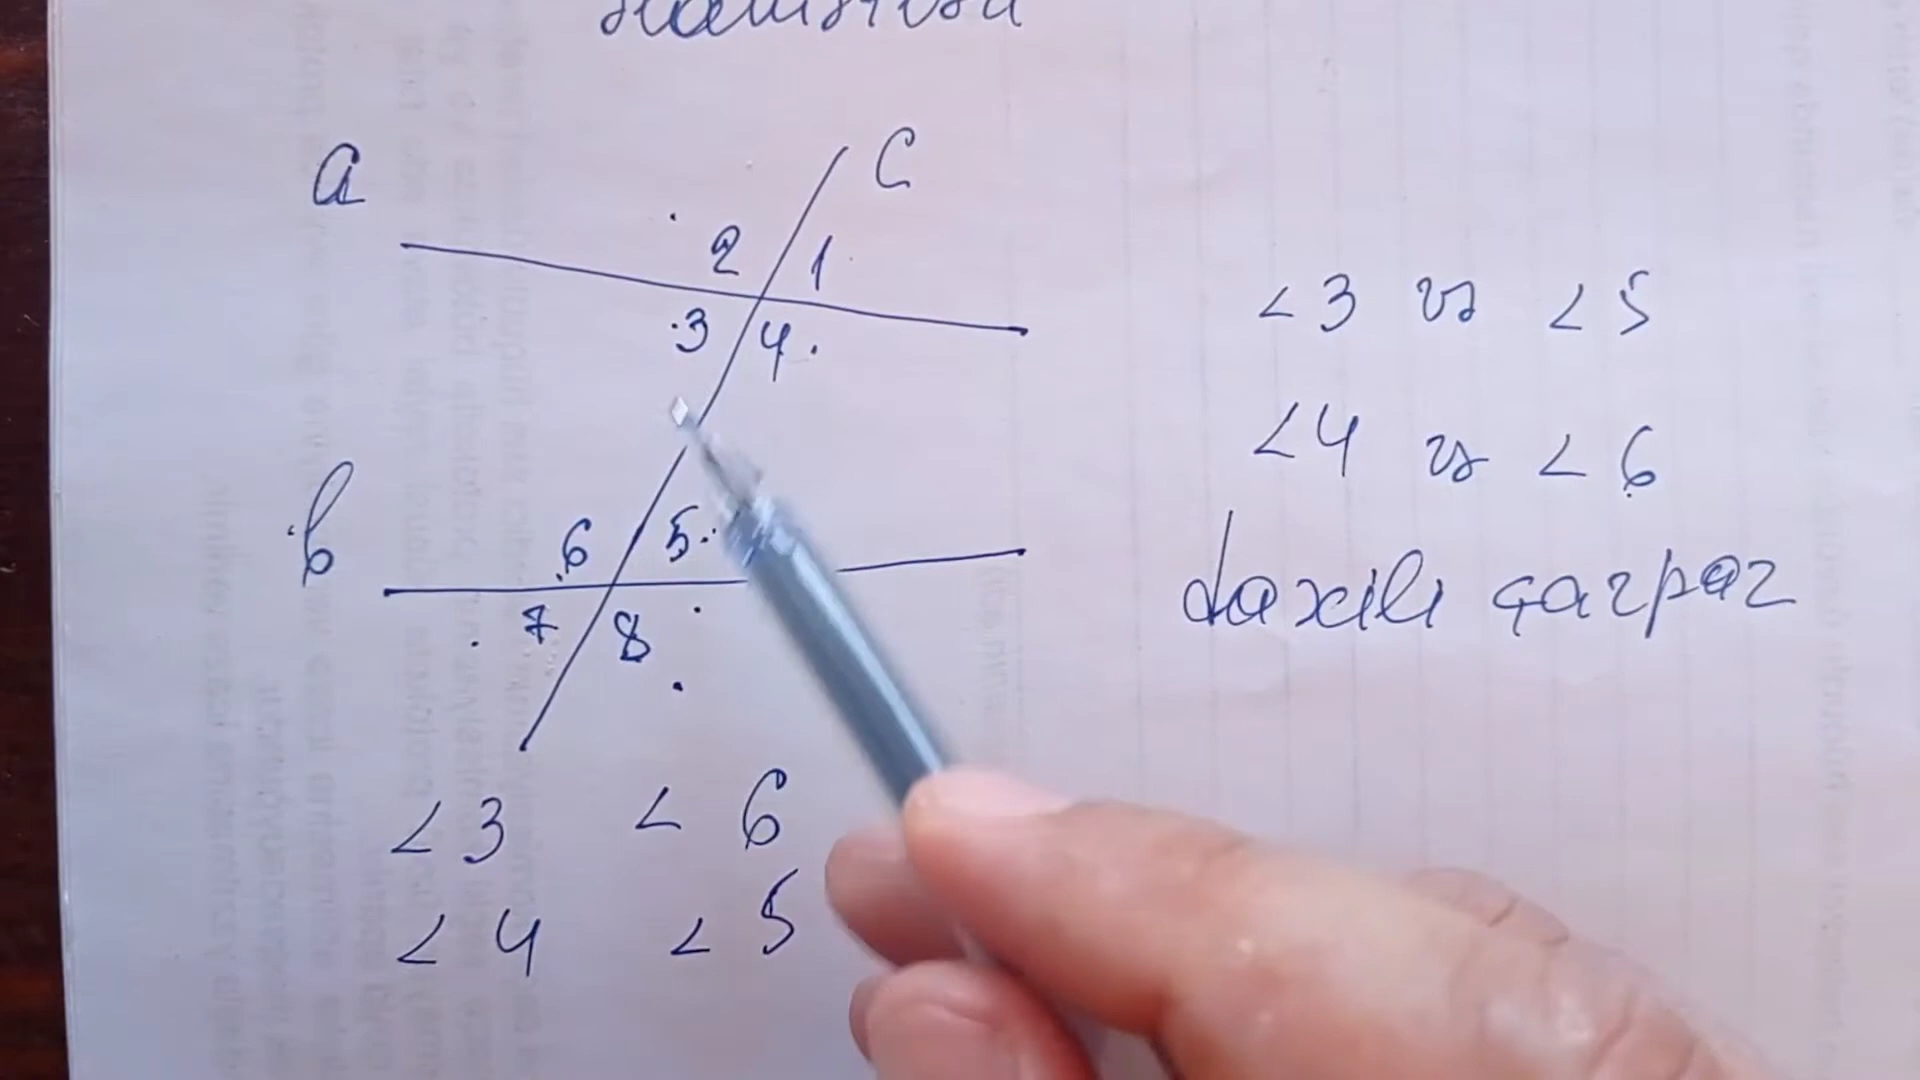 a
C
2 1
3 4
b
6 5
7 8
<3 <6
<4 <5
<3 və <5
<4 və <6
daxili çarpaz